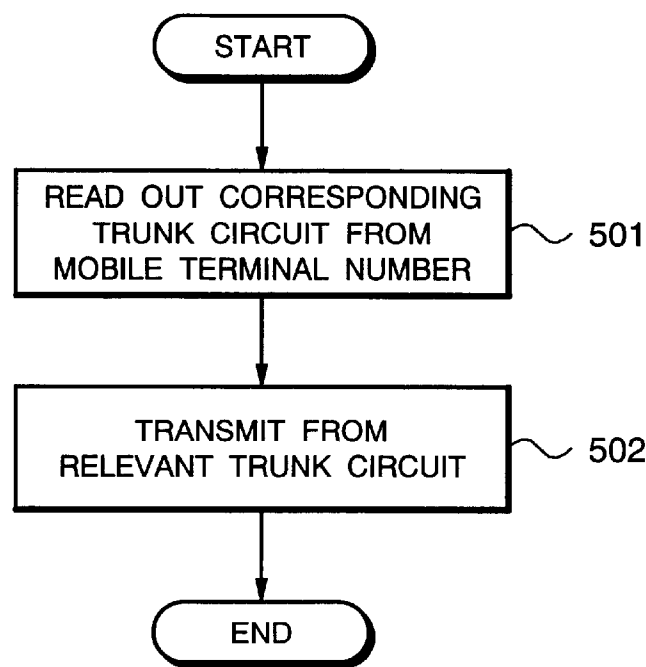 START
READ OUT CORRESPONDING
TRUNK CIRCUIT FROM
MOBILE TERMINAL NUMBER
501
TRANSMIT FROM
RELEVANT TRUNK CIRCUIT
502
END